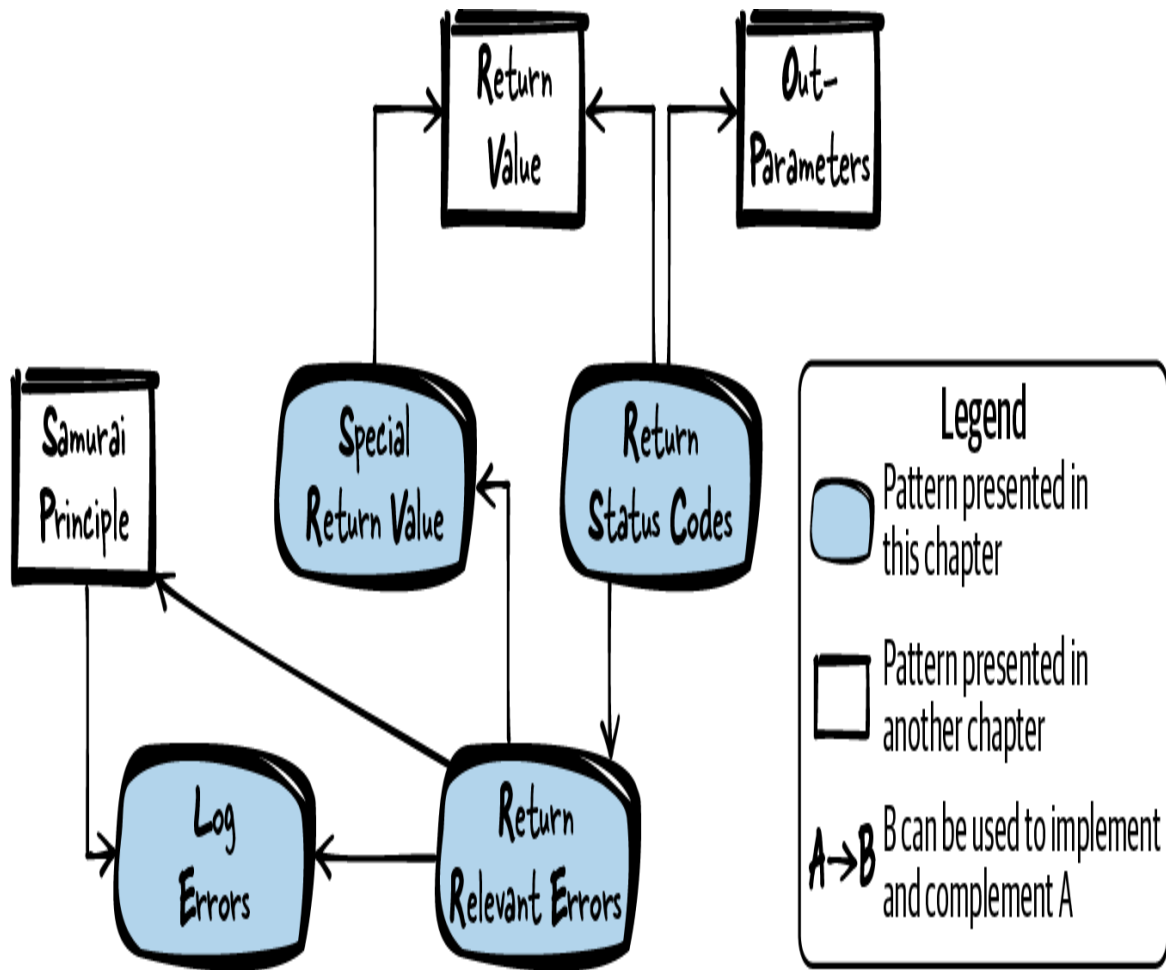 Return
Value
Out-
Parameters
Samurai
Principle
Special
Return Value
Return
Status Codes
Log
Errors
Return
Relevant Errors
Legend
Pattern presented in
this chapter
Pattern presented in
another chapter
A→B B can be used to implement
and complement A